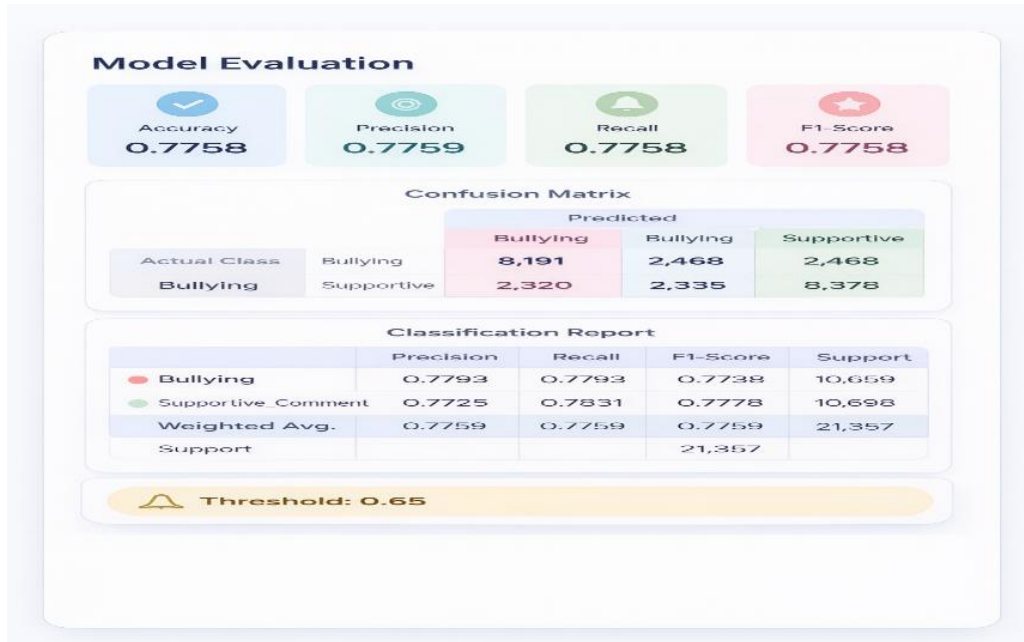 Model Evaluation
Accuracy Precision Recall F1-Score
0.7758 0.7759 0.7758 0.7758
Confusion Matrix
Predicted
Bullying Bullying Supportive
Actual Class Bullying 8,191 2,468 2,468
Bullying Supportive 2,320 2,335 8,378
Classification Report
Precision Recall F1-Score Support
Bullying 0.7793 0.7793 0.7738 10,659
Supportive_Comment 0.7725 0.7831 0.7778 10,698
Weighted Avg. 0.7759 0.7759 0.7759 21,357
Support 21,357
Threshold: 0.65